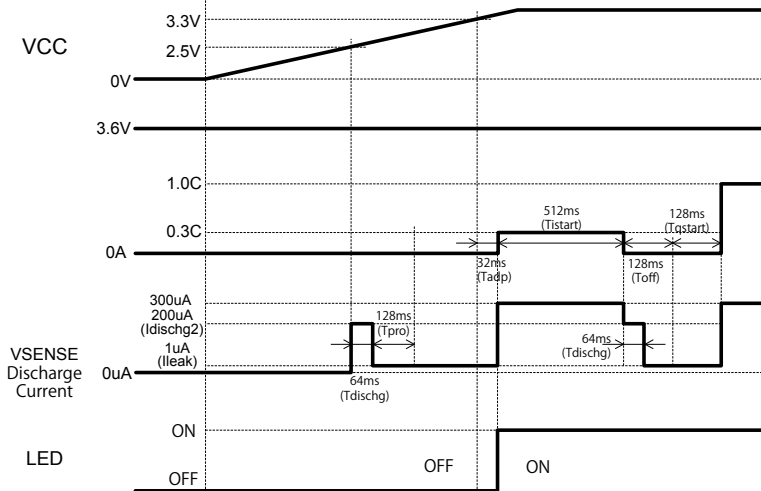 3.3V
VCC
2.5V
0V
3.6V
1.0C
0.3C
0A
512ms
(Tistart)
128ms
(Tqstart)
32ms
(Tadp)
128ms
(Toff)
300uA
200uA
(Idischg2)
1uA
(Ileak)
0uA
VSENSE
Discharge
Current
128ms
(Tpro)
64ms
(Tdischg)
64ms
(Tdischg)
ON
LED
OFF
OFF
ON